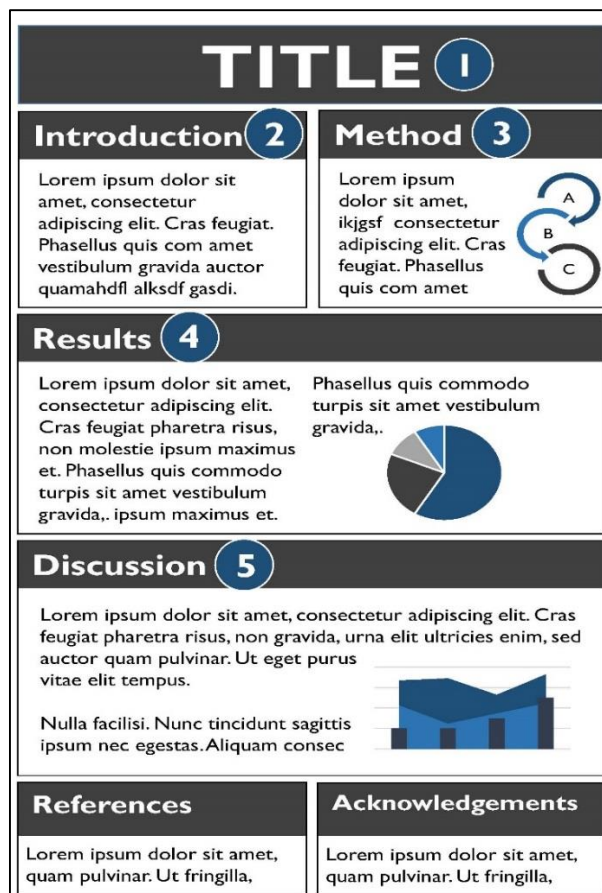 TITLE 1
Introduction 2
Lorem ipsum dolor sit
amet, consectetur
adipiscing elit. Cras feugiat.
Phasellus quis com amet
vestibulum gravida auctor
quamahdfl alksdf gasdi.
Method 3
Lorem ipsum
dolor sit amet,
ikjgsf consectetur
adipiscing elit. Cras
feugiat. Phasellus
quis com amet
A
B
C
Results 4
Lorem ipsum dolor sit amet,
consectetur adipiscing elit.
Cras feugiat pharetra risus,
non molestie ipsum maximus
et. Phasellus quis commodo
turpis sit amet vestibulum
gravida,. ipsum maximus et.
Phasellus quis commodo
turpis sit amet vestibulum
gravida,.
Discussion 5
Lorem ipsum dolor sit amet, consectetur adipiscing elit. Cras
feugiat pharetra risus, non gravida, urna elit ultricies enim, sed
auctor quam pulvinar. Ut eget purus
vitae elit tempus.
Nulla facilisi. Nunc tincidunt sagittis
ipsum nec egestas. Aliquam consec
References
Lorem ipsum dolor sit amet,
quam pulvinar. Ut fringilla,
Acknowledgements
Lorem ipsum dolor sit amet,
quam pulvinar. Ut fringilla,